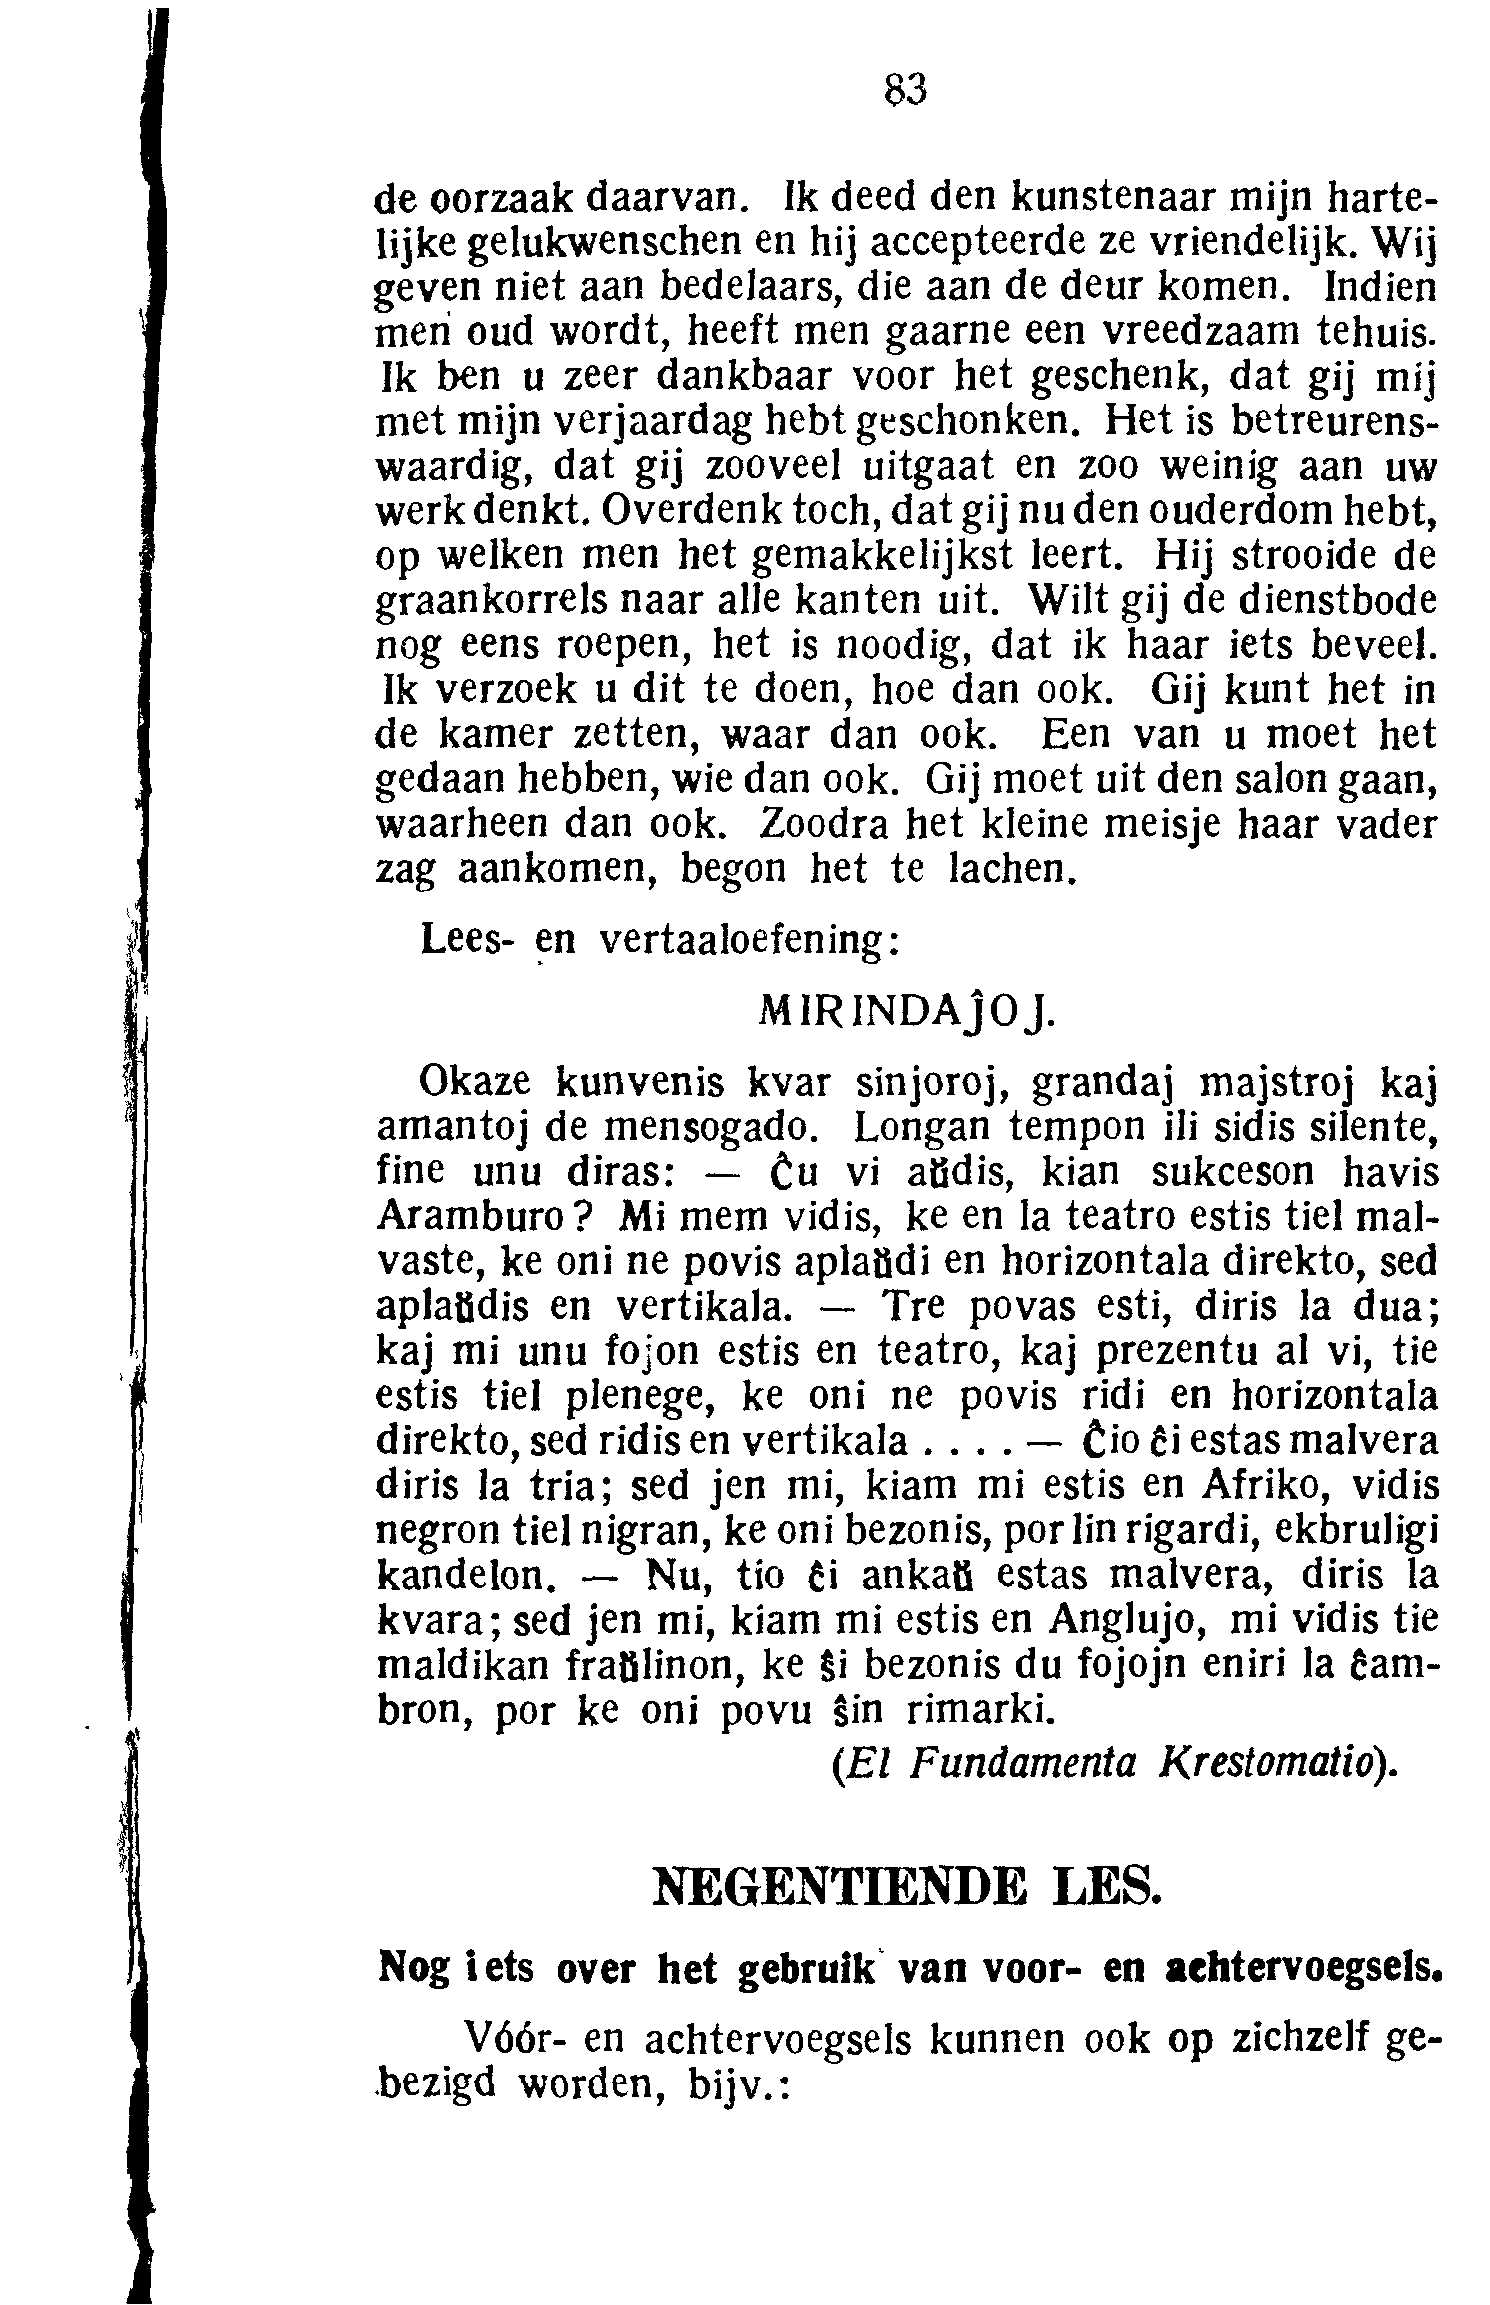 83
de oorzaak daarvan. Ik deed den kunstenaar mijn harte-
lijke gelukwenschen en hij accepteerde ze vriendelijk. Wij
geven niet aan bedelaars, die aan de deur komen. Indien
men oud wordt, heeft men gaarne een vreedzaam tehuis.
Ik ben u zeer dankbaar voor het geschenk, dat gij mij
met mijn verjaardag hebt geschonken. Het is betreurens-
waardig, dat gij zooveel uitgaat en zoo weinig aan uw
werk denkt. Overdenk toch, dat gij nu den ouderdom hebt,
op welken men het gemakkelijkst leert. Hij strooide de
graankorrels naar alle kanten uit. Wilt gij de dienstbode
nog eens roepen, het is noodig, dat ik haar iets beveel.
Ik verzoek u dit te doen, hoe dan ook. Gij kunt het in
de kamer zetten, waar dan ook. Een van u moet het
gedaan hebben, wie dan ook. Gij moet uit den salon gaan,
waarheen dan ook. Zoodra het kleine meisje haar vader
zag aankomen, begon het te lachen.
Lees- en vertaaloefening:
MIRINDAĴOJ.
Okaze kunvenis kvar sinjoroj, grandaj majstroj kaj
amantoj de mensogado. Longan tempon ili sidis silente,
fine unu diras: — Ĉu vi aŭdis, kian sukceson havis
Aramburo? Mi mem vidis, ke en la teatro estis tiel mal-
vaste, ke oni ne povis aplaŭdi en horizontala direkto, sed
aplaŭdis en vertikala. — Tre povas esti, diris la dua;
kaj mi unu fojon estis en teatro, kaj prezentu al vi, tie
estis tiel plenege, ke oni ne povis ridi en horizontala
direkto, sed ridis en vertikala . . . . — Ĉio ĉi estas malvera
diris la tria; sed jen mi, kiam mi estis en Afriko, vidis
negron tiel nigran, ke oni bezonis, por lin rigardi, ekbruligi
kandelon. — Nu, tio ĉi ankaŭ estas malvera, diris la
kvara; sed jen mi, kiam mi estis en Anglujo, mi vidis tie
maldikan fraŭlinon, ke ŝi bezonis du fojojn eniri la ĉam-
bron, por ke oni povu ŝin rimarki.
(El Fundamenta Krestomatio).
NEGENTIENDE LES.
Nog iets over het gebruik van voor- en achtervoegsels.
Vóór- en achtervoegsels kunnen ook op zichzelf ge-
bezigd worden, bijv.: